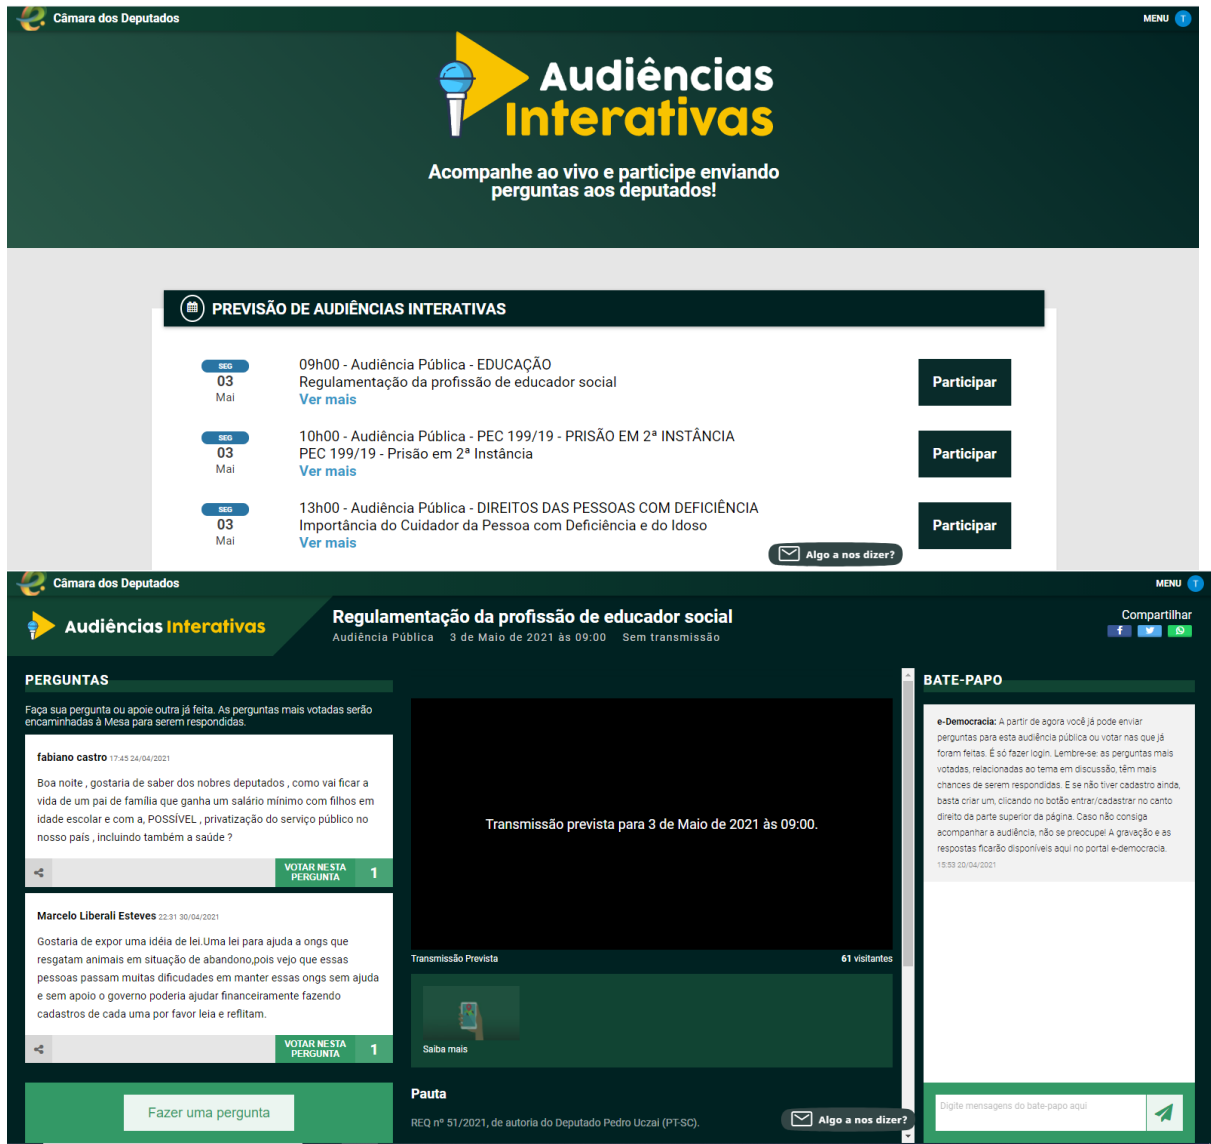 Câmara dos Deputados
MENU T
Audiências
Interativas
Acompanhe ao vivo e participe enviando
perguntas aos deputados!
PREVISÃO DE AUDIÊNCIAS INTERATIVAS
SEG
03
Mai
09h00 - Audiência Pública - EDUCAÇÃO
Regulamentação da profissão de educador social
Ver mais
Participar
SEG
03
Mai
10h00 - Audiência Pública - PEC 199/19 - PRISÃO EM 2ª INSTÂNCIA
PEC 199/19 - Prisão em 2ª Instância
Ver mais
Participar
SEG
03
Mai
13h00 - Audiência Pública - DIREITOS DAS PESSOAS COM DEFICIÊNCIA
Importância do Cuidador da Pessoa com Deficiência e do Idoso
Ver mais
Participar
Algo a nos dizer?
Câmara dos Deputados
MENU T
Audiências Interativas
Regulamentação da profissão de educador social
Audiência Pública 3 de Maio de 2021 às 09:00 Sem transmissão
Compartilhar
PERGUNTAS
Faça sua pergunta ou apoie outra já feita. As perguntas mais votadas serão
encaminhadas à Mesa para serem respondidas.
fabiano castro 17:45 24/04/2021
Boa noite , gostaria de saber dos nobres deputados , como vai ficar a
vida de um pai de família que ganha um salário mínimo com filhos em
idade escolar e com a, POSSÍVEL , privatização do serviço público no
nosso país , incluindo também a saúde ?
VOTAR NESTA
PERGUNTA
1
Marcelo Liberali Esteves 22:31 30/04/2021
Gostaria de expor uma idéia de lei.Uma lei para ajuda a ongs que
resgatam animais em situação de abandono,pois vejo que essas
pessoas passam muitas dificudades em manter essas ongs sem ajuda
e sem apoio o governo poderia ajudar financeiramente fazendo
cadastros de cada uma por favor leia e reflitam.
VOTAR NESTA
PERGUNTA
1
Fazer uma pergunta
Transmissão prevista para 3 de Maio de 2021 às 09:00.
Transmissão Prevista
61 visitantes
Saiba mais
Pauta
REQ nº 51/2021, de autoria do Deputado Pedro Uczai (PT-SC).
Algo a nos dizer?
BATE-PAPO
e-Democracia: A partir de agora você já pode enviar
perguntas para esta audiência pública ou votar nas que já
foram feitas. É só fazer login. Lembre-se: as perguntas mais
votadas, relacionadas ao tema em discussão, têm mais
chances de serem respondidas. E se não tiver cadastro ainda,
basta criar um, clicando no botão entrar/cadastrar no canto
direito da parte superior da página. Caso não consiga
acompanhar a audiência, não se preocupe! A gravação e as
respostas ficarão disponíveis aqui no portal e-democracia.
15:53 20/04/2021
Digite mensagens do bate-papo aqui